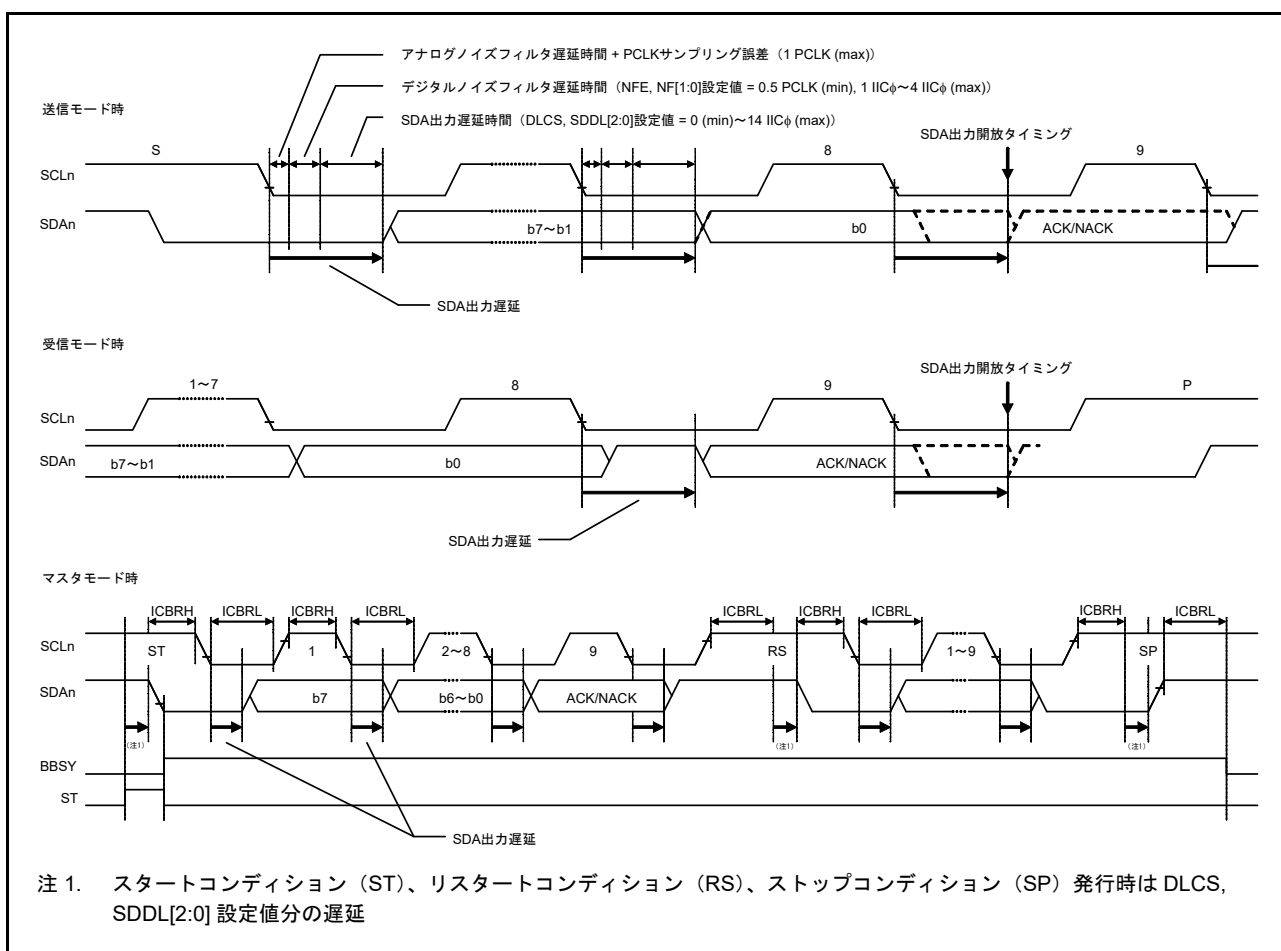 アナログノイズフィルタ遅延時間 + PCLKサンプリング誤差（1 PCLK (max)）
デジタルノイズフィルタ遅延時間（NFE, NF[1:0]設定値 = 0.5 PCLK (min), 1 IICφ～4 IICφ (max)）
送信モード時
SDA出力遅延時間（DLCS, SDDL[2:0]設定値 = 0 (min)～14 IICφ (max)）
SDA出力開放タイミング
S
8
9
SCLn
SDAn
b7～b1
b0
ACK/NACK
SDA出力遅延
受信モード時
SDA出力開放タイミング
1～7
8
9
P
SCLn
SDAn
b7～b1
b0
ACK/NACK
SDA出力遅延
マスタモード時
ICBRH ICBRL ICBRH ICBRL ICBRL ICBRH ICBRL ICBRH ICBRL
SCLn
ST
1
2～8
9
RS
1～9
SP
SDAn
b7
b6～b0
ACK/NACK
（注1）
（注1）
（注1）
BBSY
ST
SDA出力遅延
注 1. スタートコンディション（ST）、リスタートコンディション（RS）、ストップコンディション（SP）発行時は DLCS,
SDDL[2:0] 設定値分の遅延